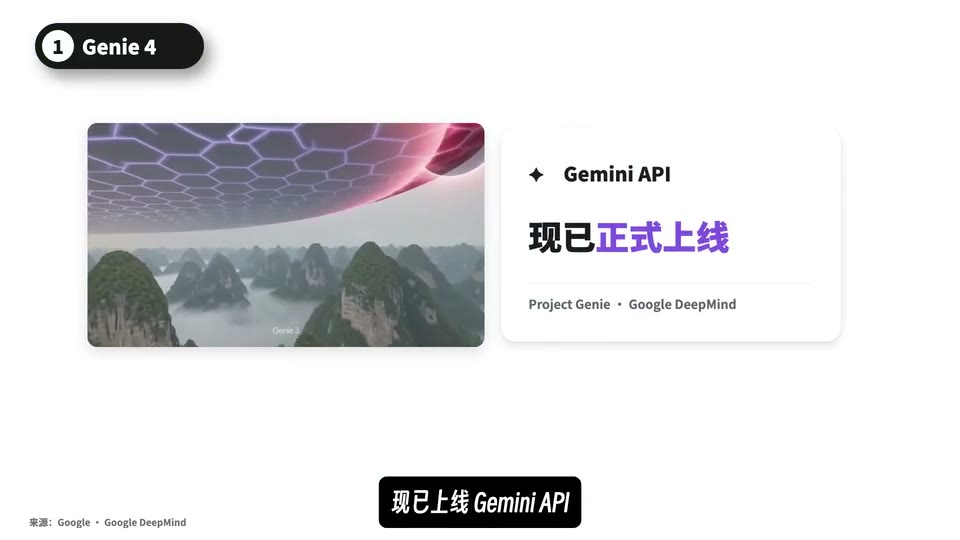 1 Genie 4
Genie 3
Gemini API
现已正式上线
Project Genie • Google DeepMind
现已上线 Gemini API
来源：Google • Google DeepMind